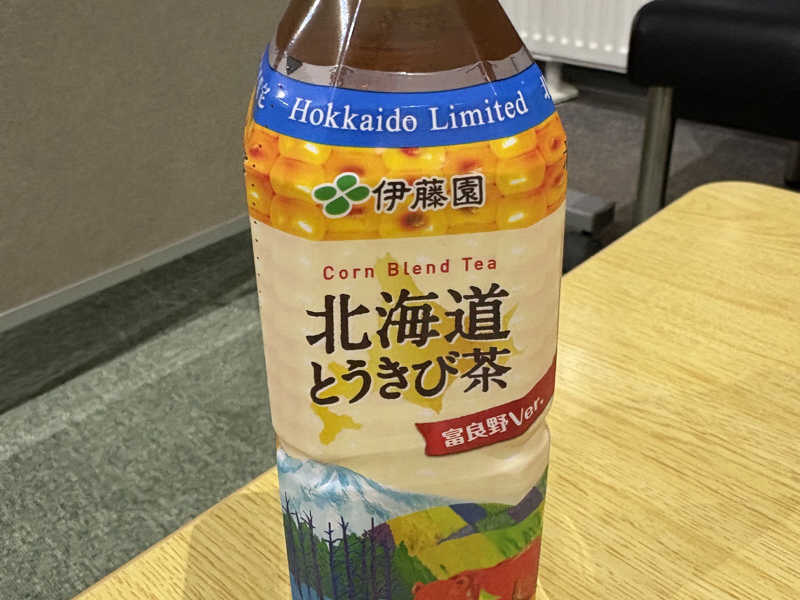 Hokkaido Limited
伊藤園
Corn Blend Tea
北海道
とうきび茶
富良野Ver.